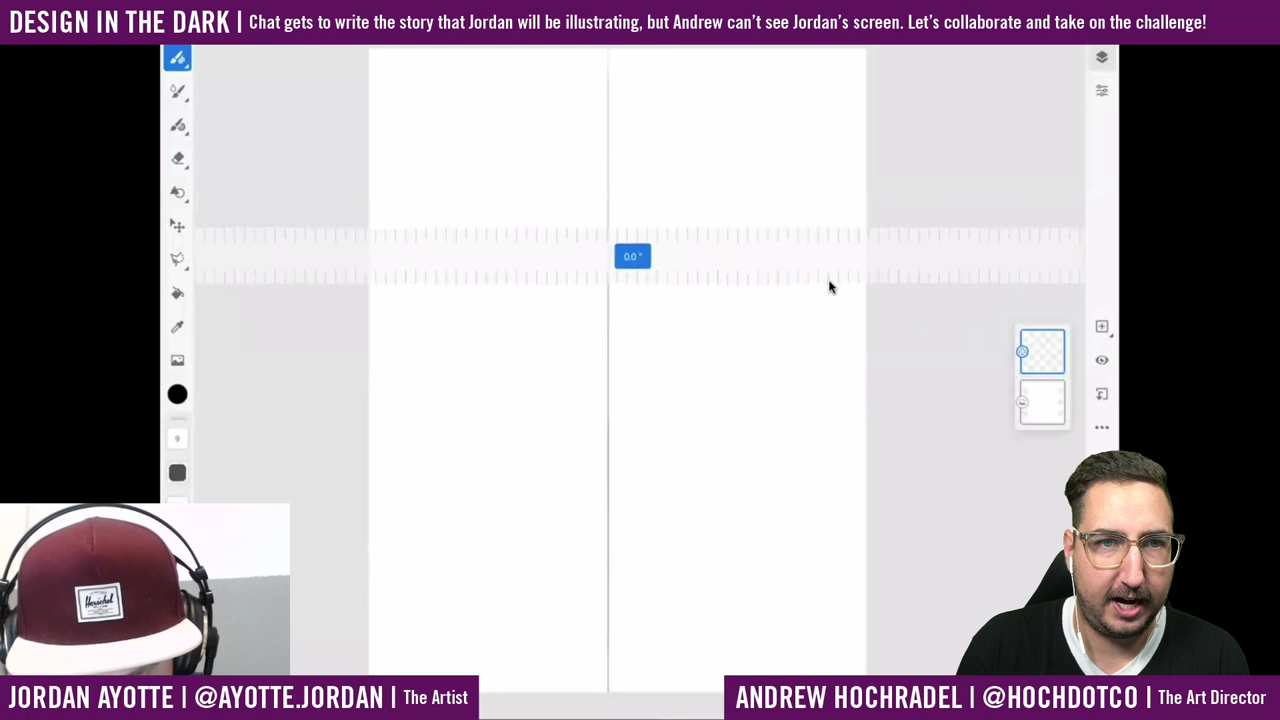 DESIGN IN THE DARK | Chat gets to write the story that Jordan will be illustrating, but Andrew can't see Jordan's screen. Let's collaborate and take on the challenge!
0.0 °
9
Herschel
JORDAN AYOTTE | @AYOTTE.JORDAN | The Artist
ANDREW HOCHRADEL | @HOCHDOTCO | The Art Director